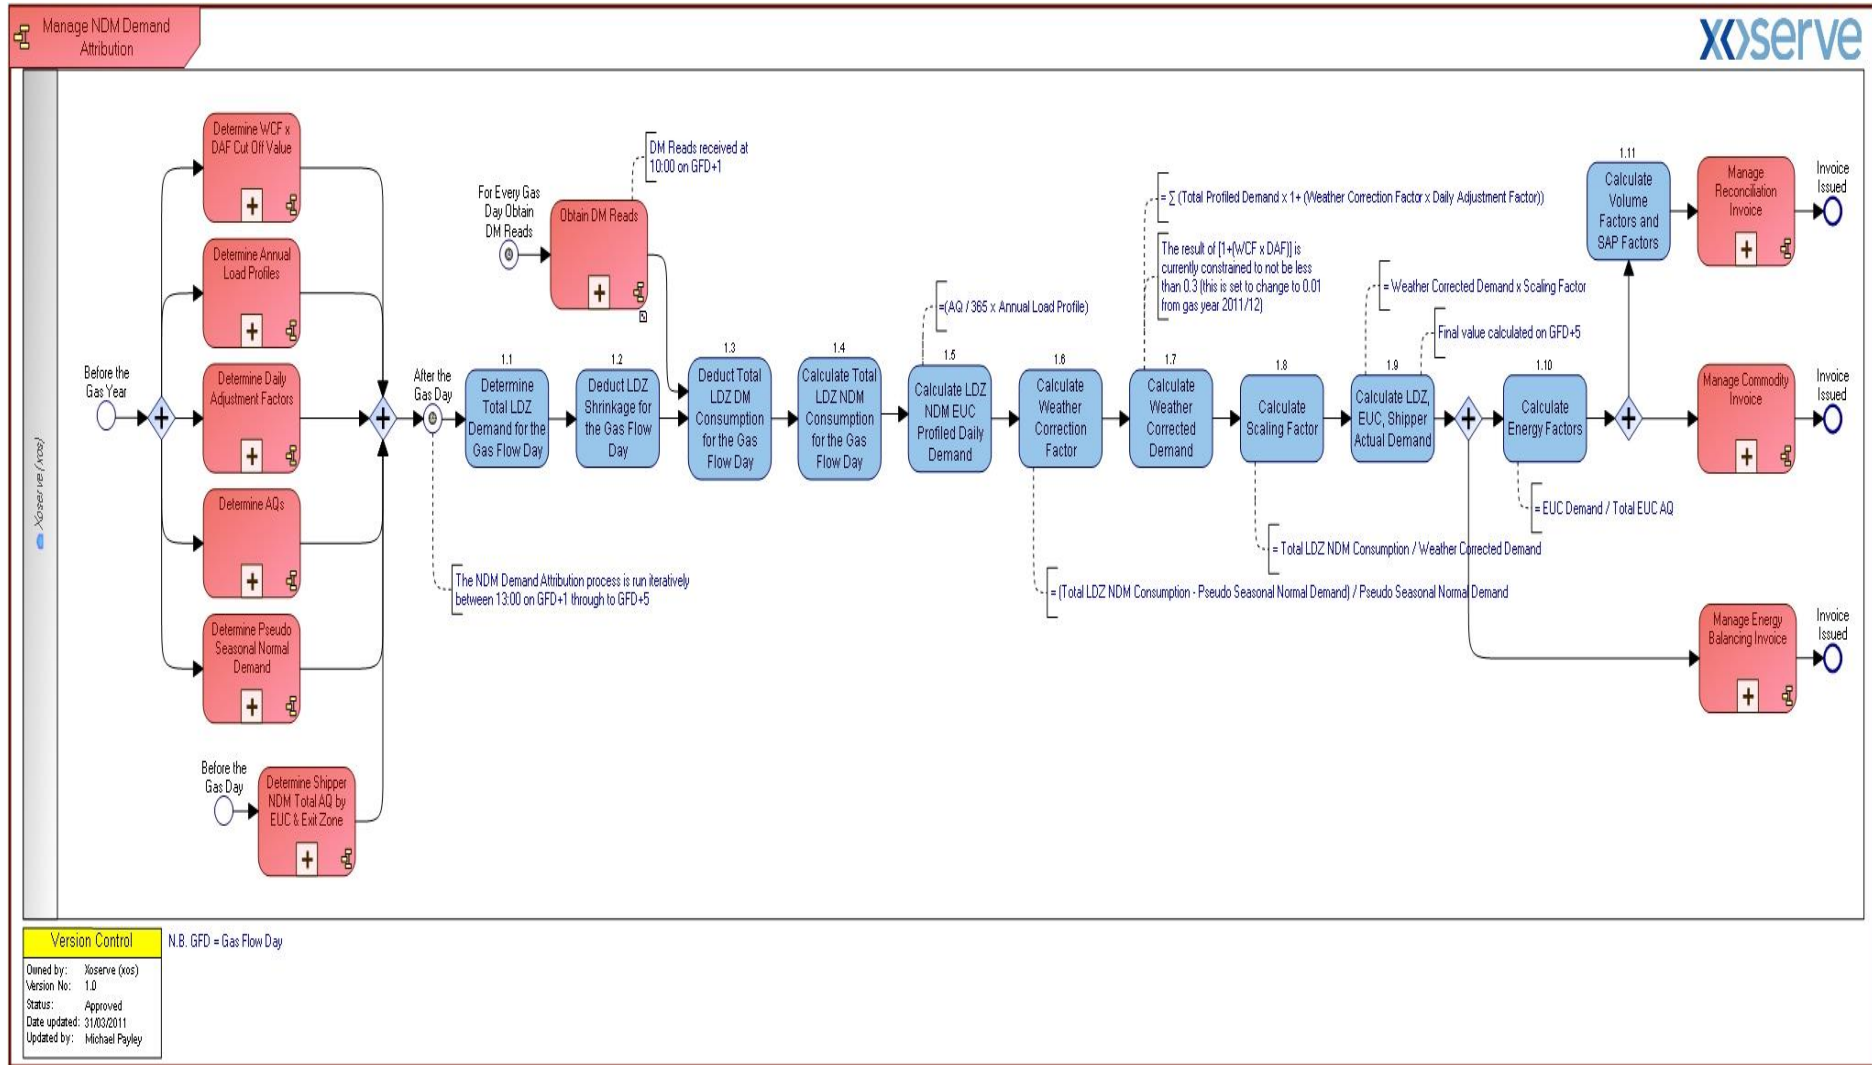 Manage NDM Demand
Attribution
xoserve
Xoserve (xos)
Before the
Gas Year
Determine WCF x
DAF Cut Off Value
Determine Annual
Load Profiles
Determine Daily
Adjustment Factors
Determine AQs
Determine Pseudo
Seasonal Normal
Demand
Before the
Gas Day
Determine Shipper
NDM Total AQ by
EUC & Exit Zone
After the
Gas Day
The NDM Demand Attribution process is run iteratively
between 13:00 on GFD+1 through to GFD+5
For Every Gas
Day Obtain
DM Reads
Obtain DM Reads
DM Reads received at
10:00 on GFD+1
1.1
Determine
Total LDZ
Demand for the
Gas Flow Day
1.2
Deduct LDZ
Shrinkage for
the Gas Flow
Day
1.3
Deduct Total
LDZ DM
Consumption
for the Gas
Flow Day
1.4
Calculate Total
LDZ NDM
Consumption
for the Gas
Flow Day
=(AQ / 365 x Annual Load Profile)
1.5
Calculate LDZ
NDM EUC
Profiled Daily
Demand
1.6
Calculate
Weather
Correction
Factor
= (Total LDZ NDM Consumption - Pseudo Seasonal Normal Demand) / Pseudo Seasonal Normal Demand
= ∑ (Total Profiled Demand x 1+ (Weather Correction Factor x Daily Adjustment Factor))
The result of [1+(WCF x DAF)] is
currently constrained to not be less
than 0.3 (this is set to change to 0.01
from gas year 2011/12)
1.7
Calculate
Weather
Corrected
Demand
1.8
Calculate
Scaling Factor
= Total LDZ NDM Consumption / Weather Corrected Demand
= Weather Corrected Demand x Scaling Factor
Final value calculated on GFD+5
1.9
Calculate LDZ,
EUC, Shipper
Actual Demand
1.10
Calculate
Energy Factors
= EUC Demand / Total EUC AQ
1.11
Calculate
Volume
Factors and
SAP Factors
Manage
Reconciliation
Invoice
Invoice
Issued
Manage Commodity
Invoice
Invoice
Issued
Manage Energy
Balancing Invoice
Invoice
Issued
Version Control
Owned by: Xoserve (xos)
Version No: 1.0
Status: Approved
Date updated: 31/03/2011
Updated by: Michael Payley
N.B. GFD = Gas Flow Day